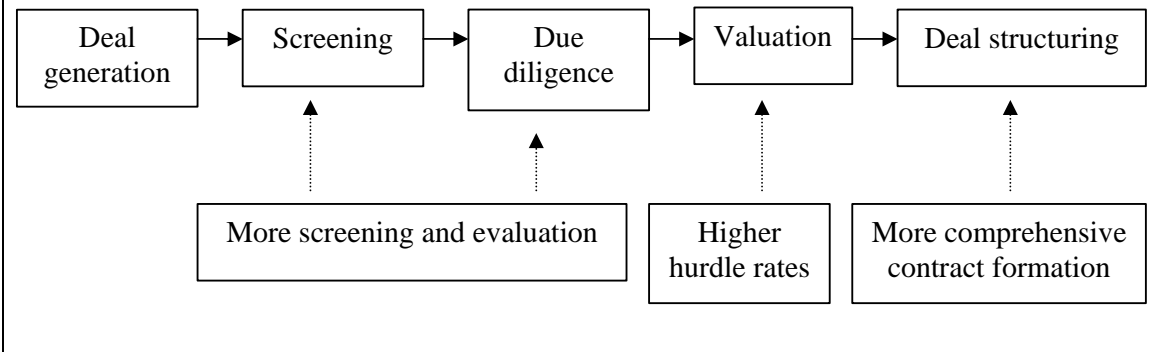 Deal
generation
Screening
Due
diligence
Valuation
Deal structuring
More screening and evaluation
Higher
hurdle rates
More comprehensive
contract formation